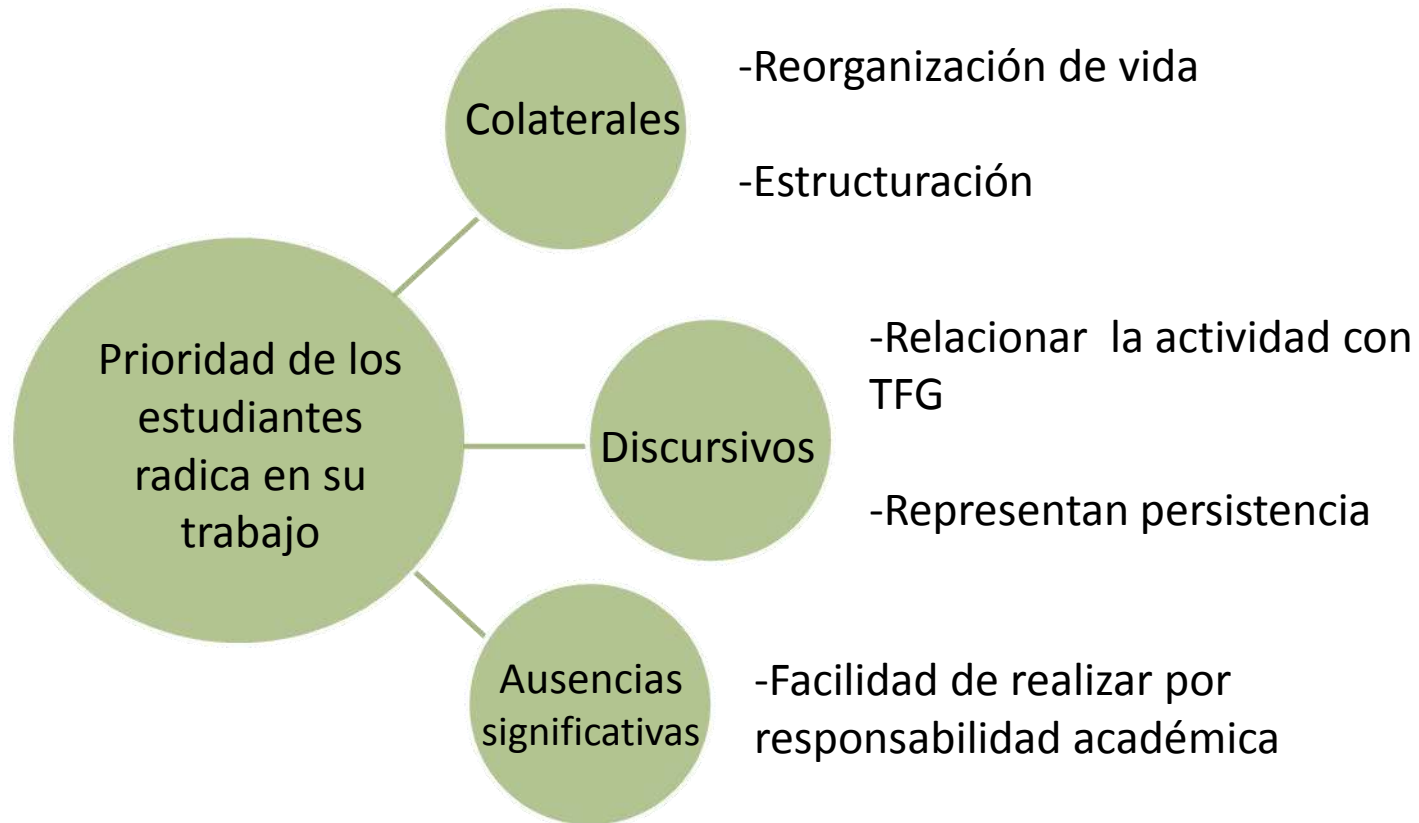 Prioridad de los
estudiantes
radica en su
trabajo
Colaterales
-Reorganización de vida
-Estructuración
Discursivos
-Relacionar la actividad con
TFG
-Representan persistencia
Ausencias
significativas
-Facilidad de realizar por
responsabilidad académica